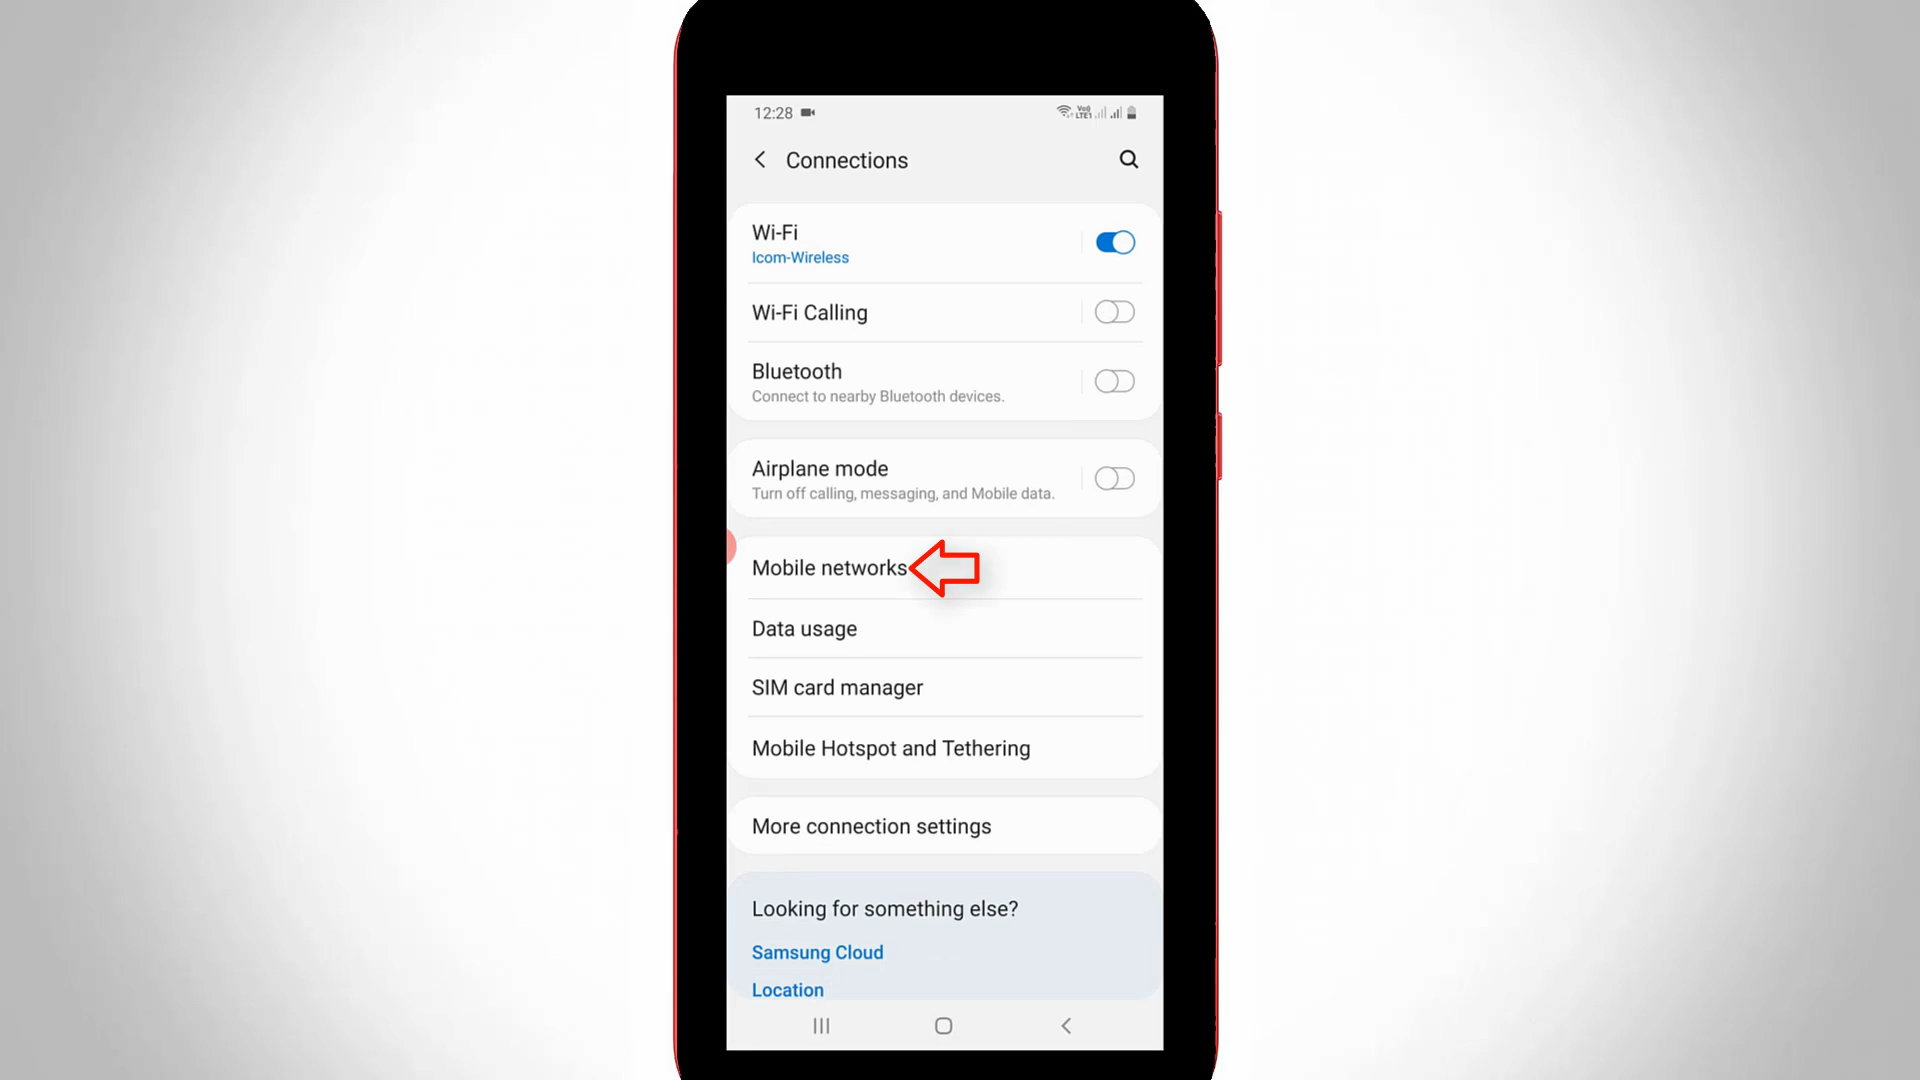 12:28
Vo)) LTE1
Connections
Wi-Fi
Icom-Wireless
Wi-Fi Calling
Bluetooth
Connect to nearby Bluetooth devices.
Airplane mode
Turn off calling, messaging, and Mobile data.
Mobile networks
Data usage
SIM card manager
Mobile Hotspot and Tethering
More connection settings
Looking for something else?
Samsung Cloud
Location